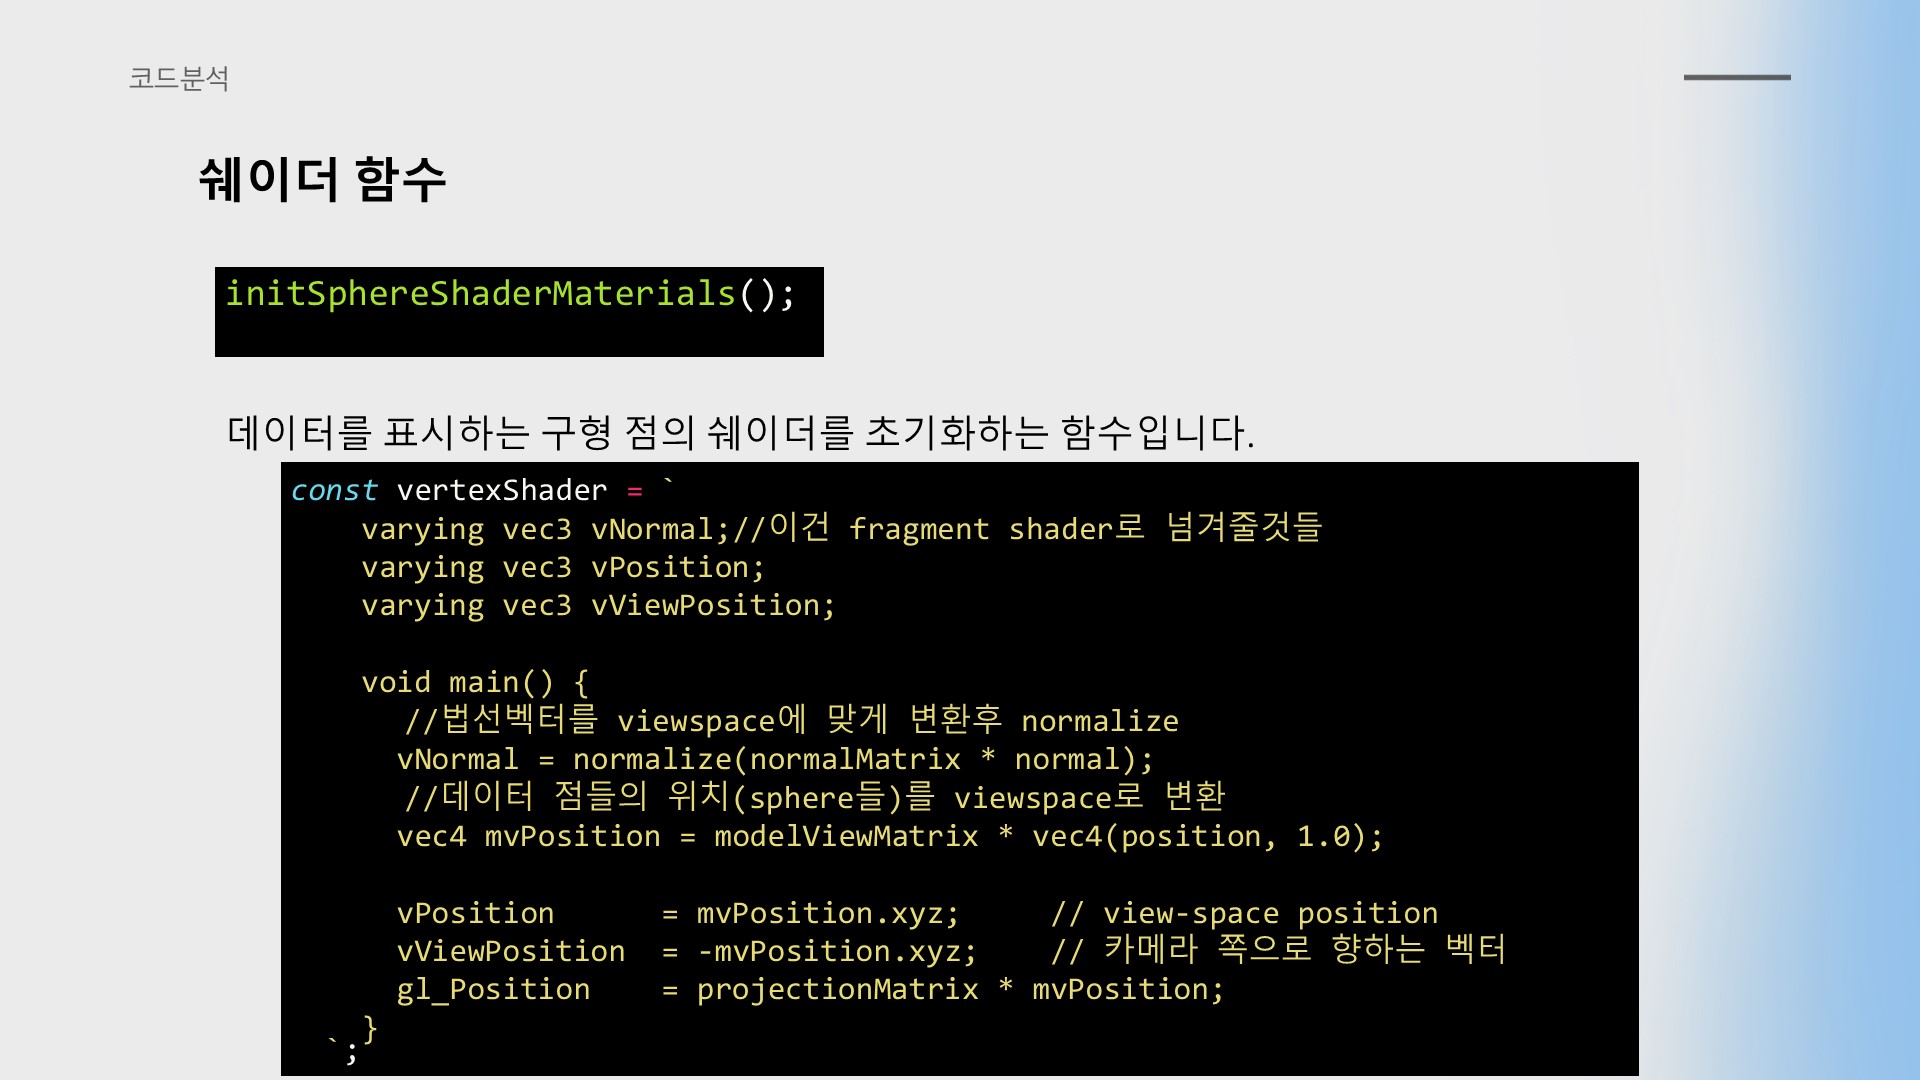 코드분석
쉐이더 함수
initSphereShaderMaterials();
데이터를 표시하는 구형 점의 쉐이더를 초기화하는 함수입니다.
const vertexShader = `
    varying vec3 vNormal;//이건 fragment shader로 넘겨줄것들
    varying vec3 vPosition;
    varying vec3 vViewPosition;
    void main() {
      //법선벡터를 viewspace에 맞게 변환후 normalize
      vNormal = normalize(normalMatrix * normal);
      //데이터 점들의 위치(sphere들)를 viewspace로 변환
      vec4 mvPosition = modelViewMatrix * vec4(position, 1.0);
      vPosition      = mvPosition.xyz;     // view-space position
      vViewPosition  = -mvPosition.xyz;    // 카메라 쪽으로 향하는 벡터
      gl_Position    = projectionMatrix * mvPosition;
    }
  `;